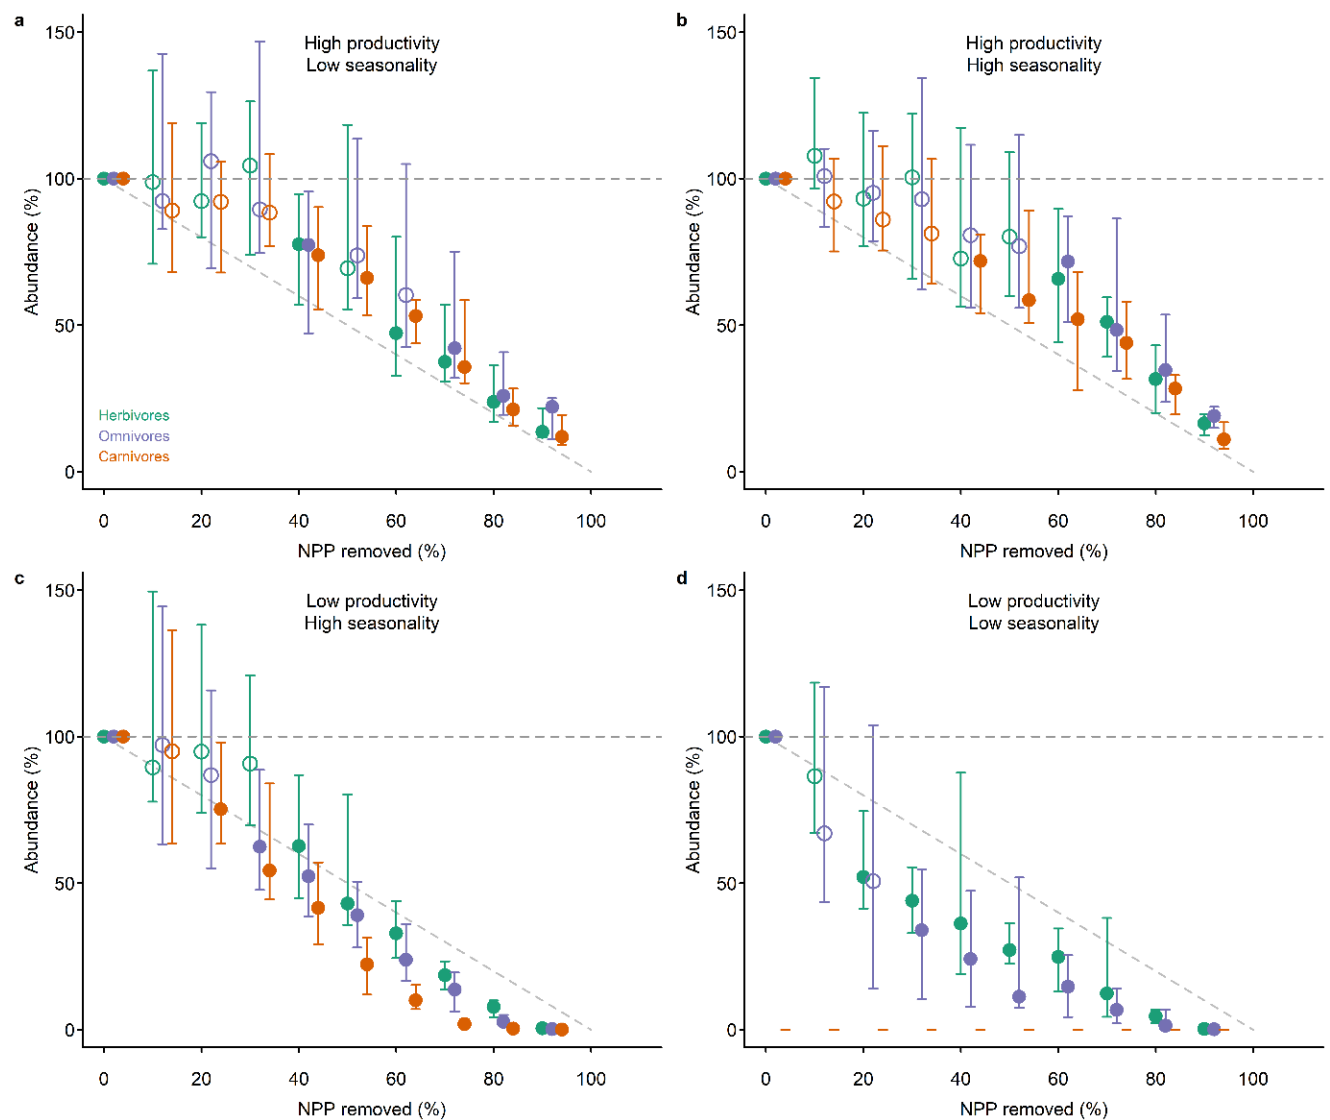 a
High productivity
Low seasonality
150
100
50
0
Abundance (%)
Herbivores
Omnivores
Carnivores
0 20 40 60 80 100
NPP removed (%)
b
High productivity
High seasonality
150
100
50
0
Abundance (%)
0 20 40 60 80 100
NPP removed (%)
c
Low productivity
High seasonality
150
100
50
0
Abundance (%)
0 20 40 60 80 100
NPP removed (%)
d
Low productivity
Low seasonality
150
100
50
0
Abundance (%)
0 20 40 60 80 100
NPP removed (%)